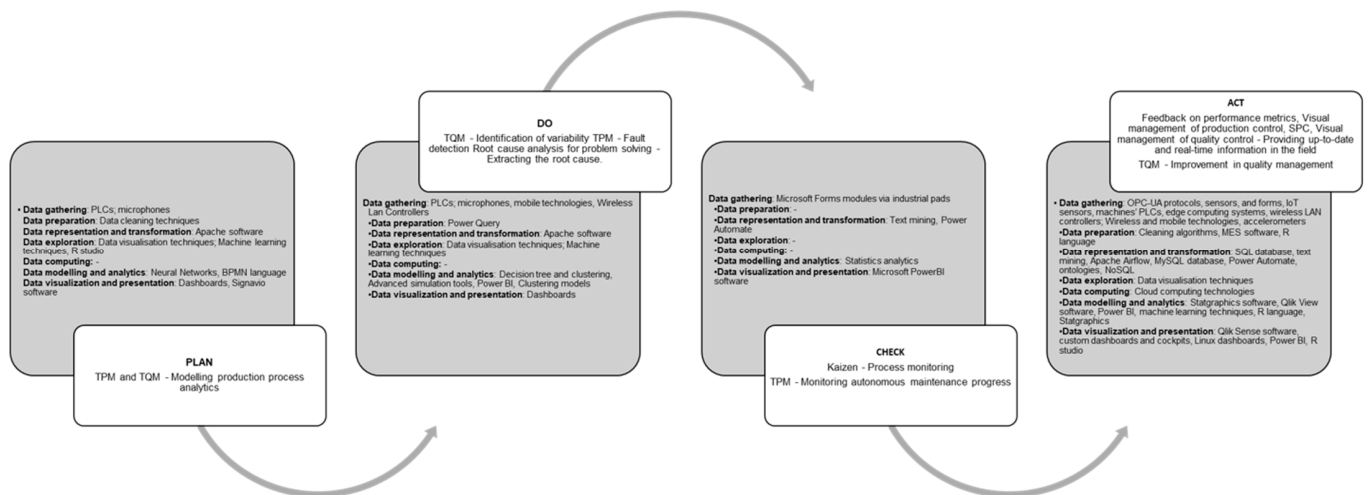 • Data gathering: PLCs; microphones
Data preparation: Data cleaning techniques
Data representation and transformation: Apache software
Data exploration: Data visualisation techniques; Machine learning
techniques, R studio
Data computing: -
Data modelling and analytics: Neural Networks, BPMN language
Data visualization and presentation: Dashboards, Signavio
software
PLAN
TPM and TQM - Modelling production process
analytics
DO
TQM - Identification of variability TPM - Fault
detection Root cause analysis for problem solving -
Extracting the root cause.
Data gathering: PLCs; microphones, mobile technologies, Wireless
Lan Controllers
•Data preparation: Power Query
•Data representation and transformation: Apache software
•Data exploration: Data visualisation techniques; Machine
learning techniques
•Data computing: -
•Data modelling and analytics: Decision tree and clustering,
Advanced simulation tools, Power BI, Clustering models
•Data visualization and presentation: Dashboards
Data gathering: Microsoft Forms modules via industrial pads
•Data preparation: -
•Data representation and transformation: Text mining, Power
Automate
•Data exploration: -
•Data computing: -
•Data modelling and analytics: Statistics analytics
•Data visualization and presentation: Microsoft PowerBI
software
CHECK
Kaizen - Process monitoring
TPM - Monitoring autonomous maintenance progress
ACT
Feedback on performance metrics, Visual
management of production control, SPC, Visual
management of quality control - Providing up-to-date
and real-time information in the field
TQM - Improvement in quality management
• Data gathering: OPC-UA protocols, sensors, and forms, IoT
sensors, machines' PLCs, edge computing systems, wireless LAN
controllers; Wireless and mobile technologies, accelerometers
•Data preparation: Cleaning algorithms, MES software, R
language
•Data representation and transformation: SQL database, text
mining, Apache Airflow, MySQL database, Power Automate,
ontologies, NoSQL
•Data exploration: Data visualisation techniques
•Data computing: Cloud computing technologies
•Data modelling and analytics: Statgraphics software, Qlik View
software, Power BI, machine learning techniques, R language,
Statgraphics
•Data visualization and presentation: Qlik Sense software,
custom dashboards and cockpits, Linux dashboards, Power BI, R
studio